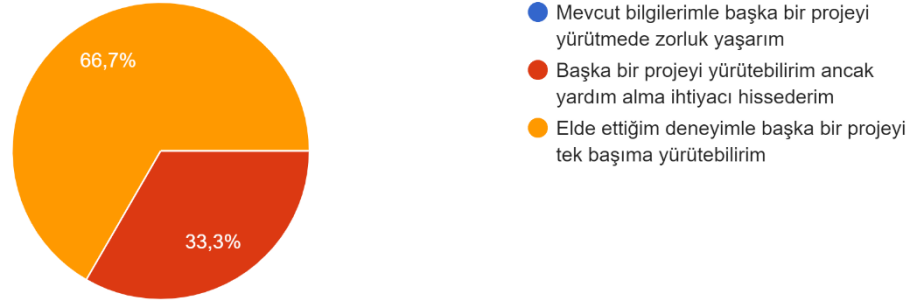 66,7%
33,3%
Mevcut bilgilerimle başka bir projeyi
yürütmede zorluk yaşarım
Başka bir projeyi yürütebilirim ancak
yardım alma ihtiyacı hissederim
Elde ettiğim deneyimle başka bir projeyi
tek başıma yürütebilirim